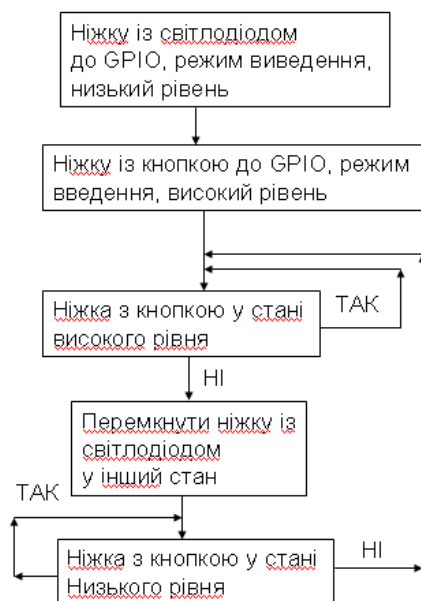 Ніжку із світлодіодом
до GPIO, режим виведення,
низький рівень
Ніжку із кнопкою до GPIO, режим
введення, високий рівень
Ніжка з кнопкою у стані
високого рівня
ТАК
НІ
Перемкнути ніжку із
світлодіодом
у інший стан
ТАК
Ніжка з кнопкою у стані
Низького рівня
НІ